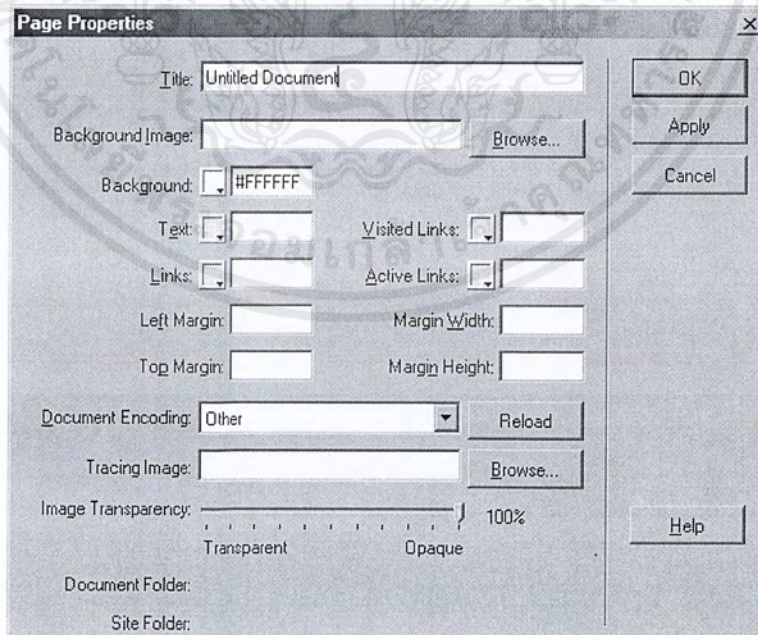 Page Properties
Title: Untitled Document OK
Background Image: Browse... Apply
Background: #FFFFFF Cancel
Text: Visited Links:
Links: Active Links:
Left Margin: Margin Width:
Top Margin: Margin Height:
Document Encoding: Other Reload
Tracing Image: Browse...
Image Transparency: 100% Help
Transparent Opaque
Document Folder:
Site Folder: